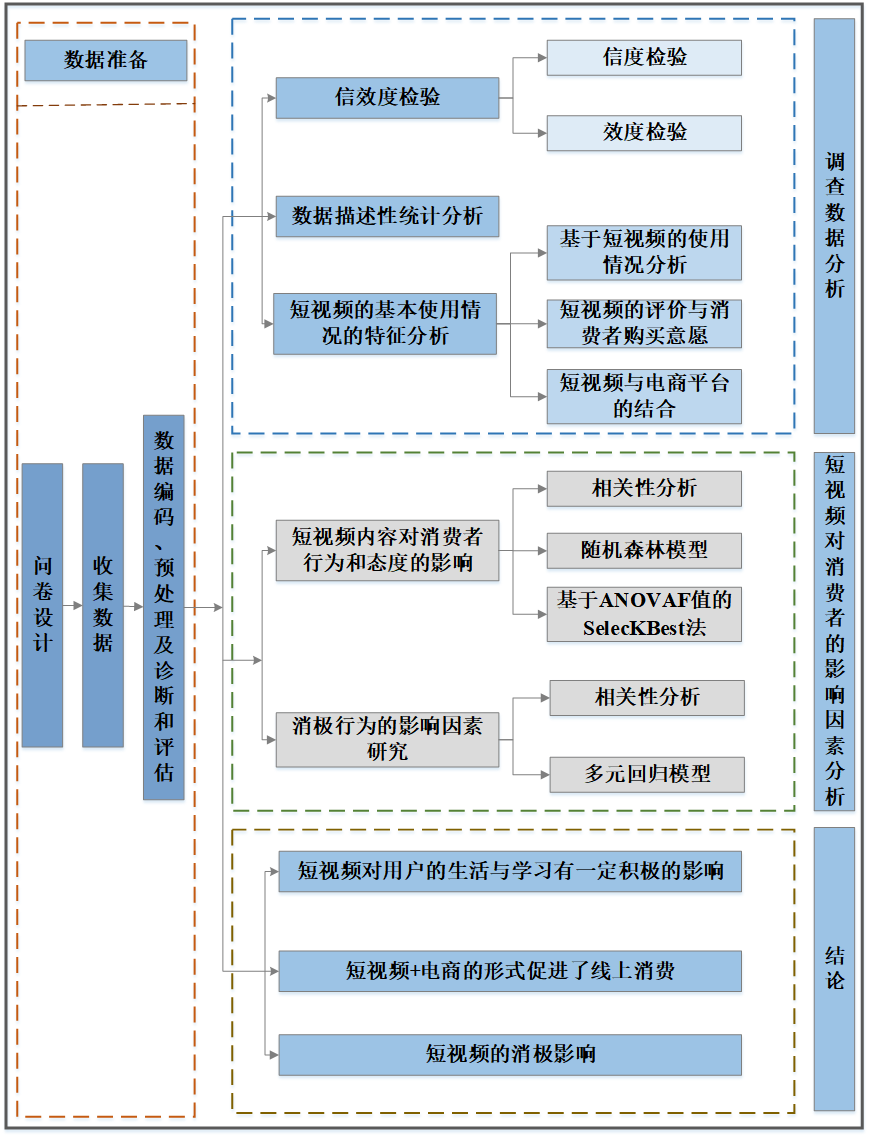 数据准备
问卷设计
收集数据
数据编码、预处理及诊断和评估
信效度检验
信度检验
效度检验
数据描述性统计分析
短视频的基本使用情
况的特征分析
基于短视频的使用
情况分析
短视频的评价与消
费者购买意愿
短视频与电商平台
的结合
调查数据分析
短视频内容对消费者
行为和态度的影响
相关性分析
随机森林模型
基于ANOVAF值的
SelecKBest法
消极行为的影响因素
研究
相关性分析
多元回归模型
短视频对消费者的影响因素分析
短视频对用户的生活与学习有一定积极的影响
短视频+电商的形式促进了线上消费
短视频的消极影响
结论